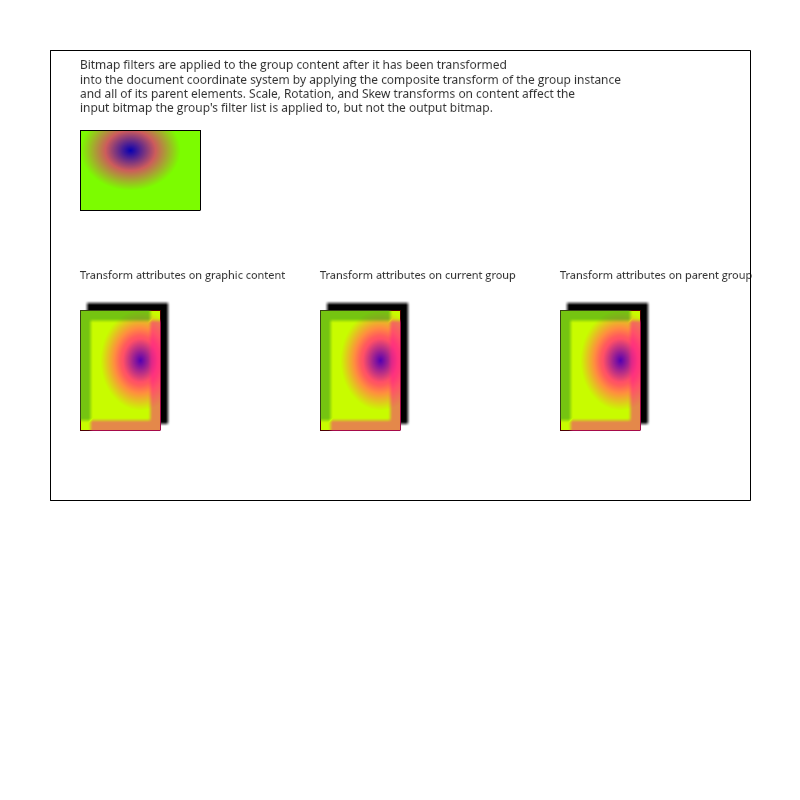 Bitmap filters are applied to the group content after it has been transformed
into the document coordinate system by applying the composite transform of the group instance
and all of its parent elements. Scale, Rotation, and Skew transforms on content affect the
input bitmap the group's filter list is applied to, but not the output bitmap.
Transform attributes on graphic content
Transform attributes on current group
Transform attributes on parent group